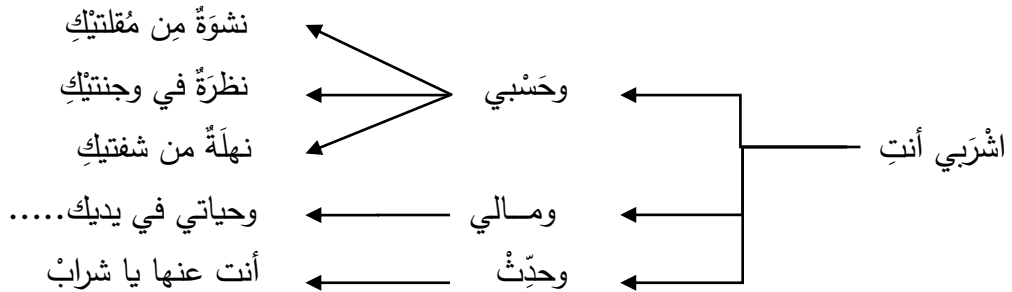 اشْرَبي أنتِ
وحَسْبي
نشوَةٌ مِن مُقلتيْكِ
نظرَةٌ في وجنتيْكِ
نهلَةٌ من شفتيكِ
ومـــالي
وحياتي في يديك.....
وحدِّثْ
أنت عنها يا شرابْ